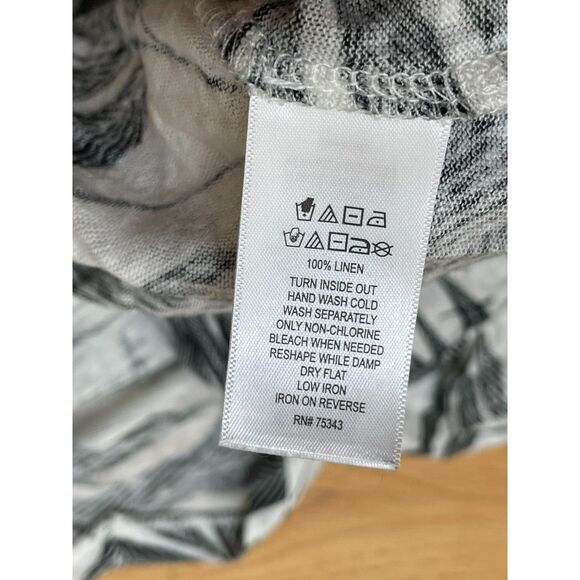 100% LINEN
TURN INSIDE OUT
HAND WASH COLD
WASH SEPARATELY
ONLY NON-CHLORINE
BLEACH WHEN NEEDED
RESHAPE WHILE DAMP
DRY FLAT
LOW IRON
IRON ON REVERSE
RN# 75343